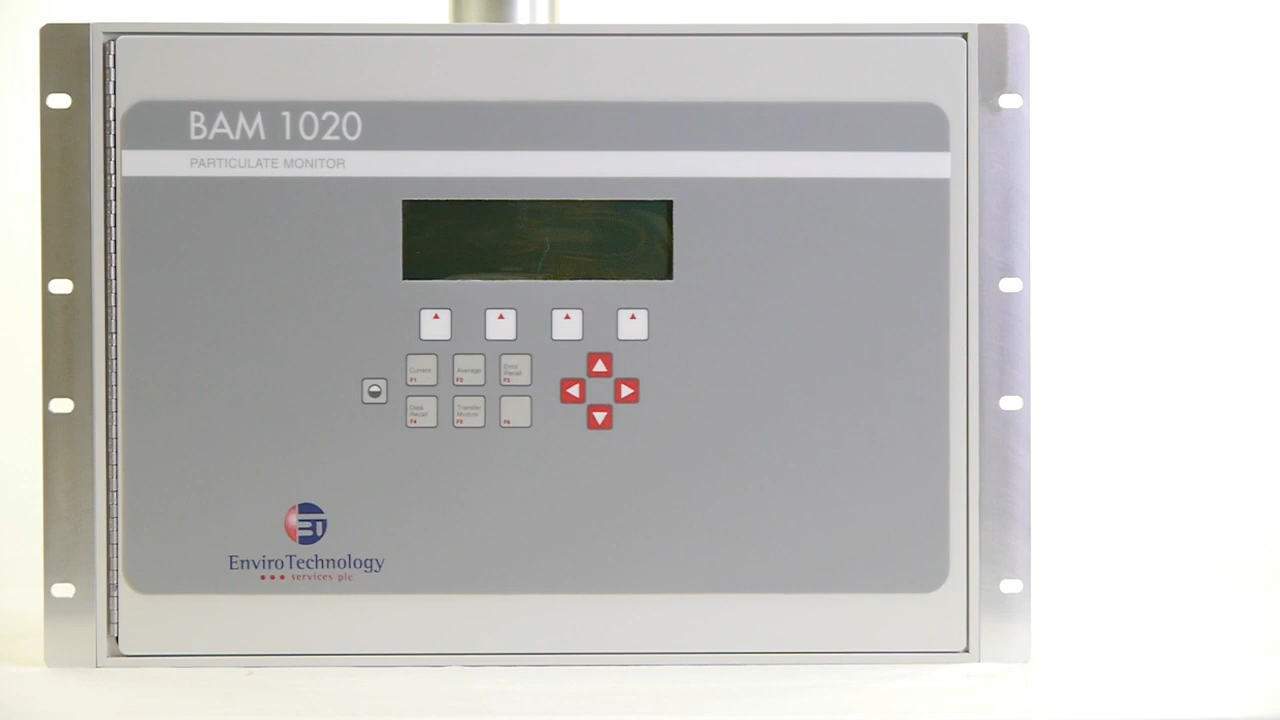 BAM 1020
PARTICULATE MONITOR
Current
F1
Average
F2
Error
Recall
F3
Data
Recall
F4
Transfer
Module
F5
F6
EnviroTechnology
services plc